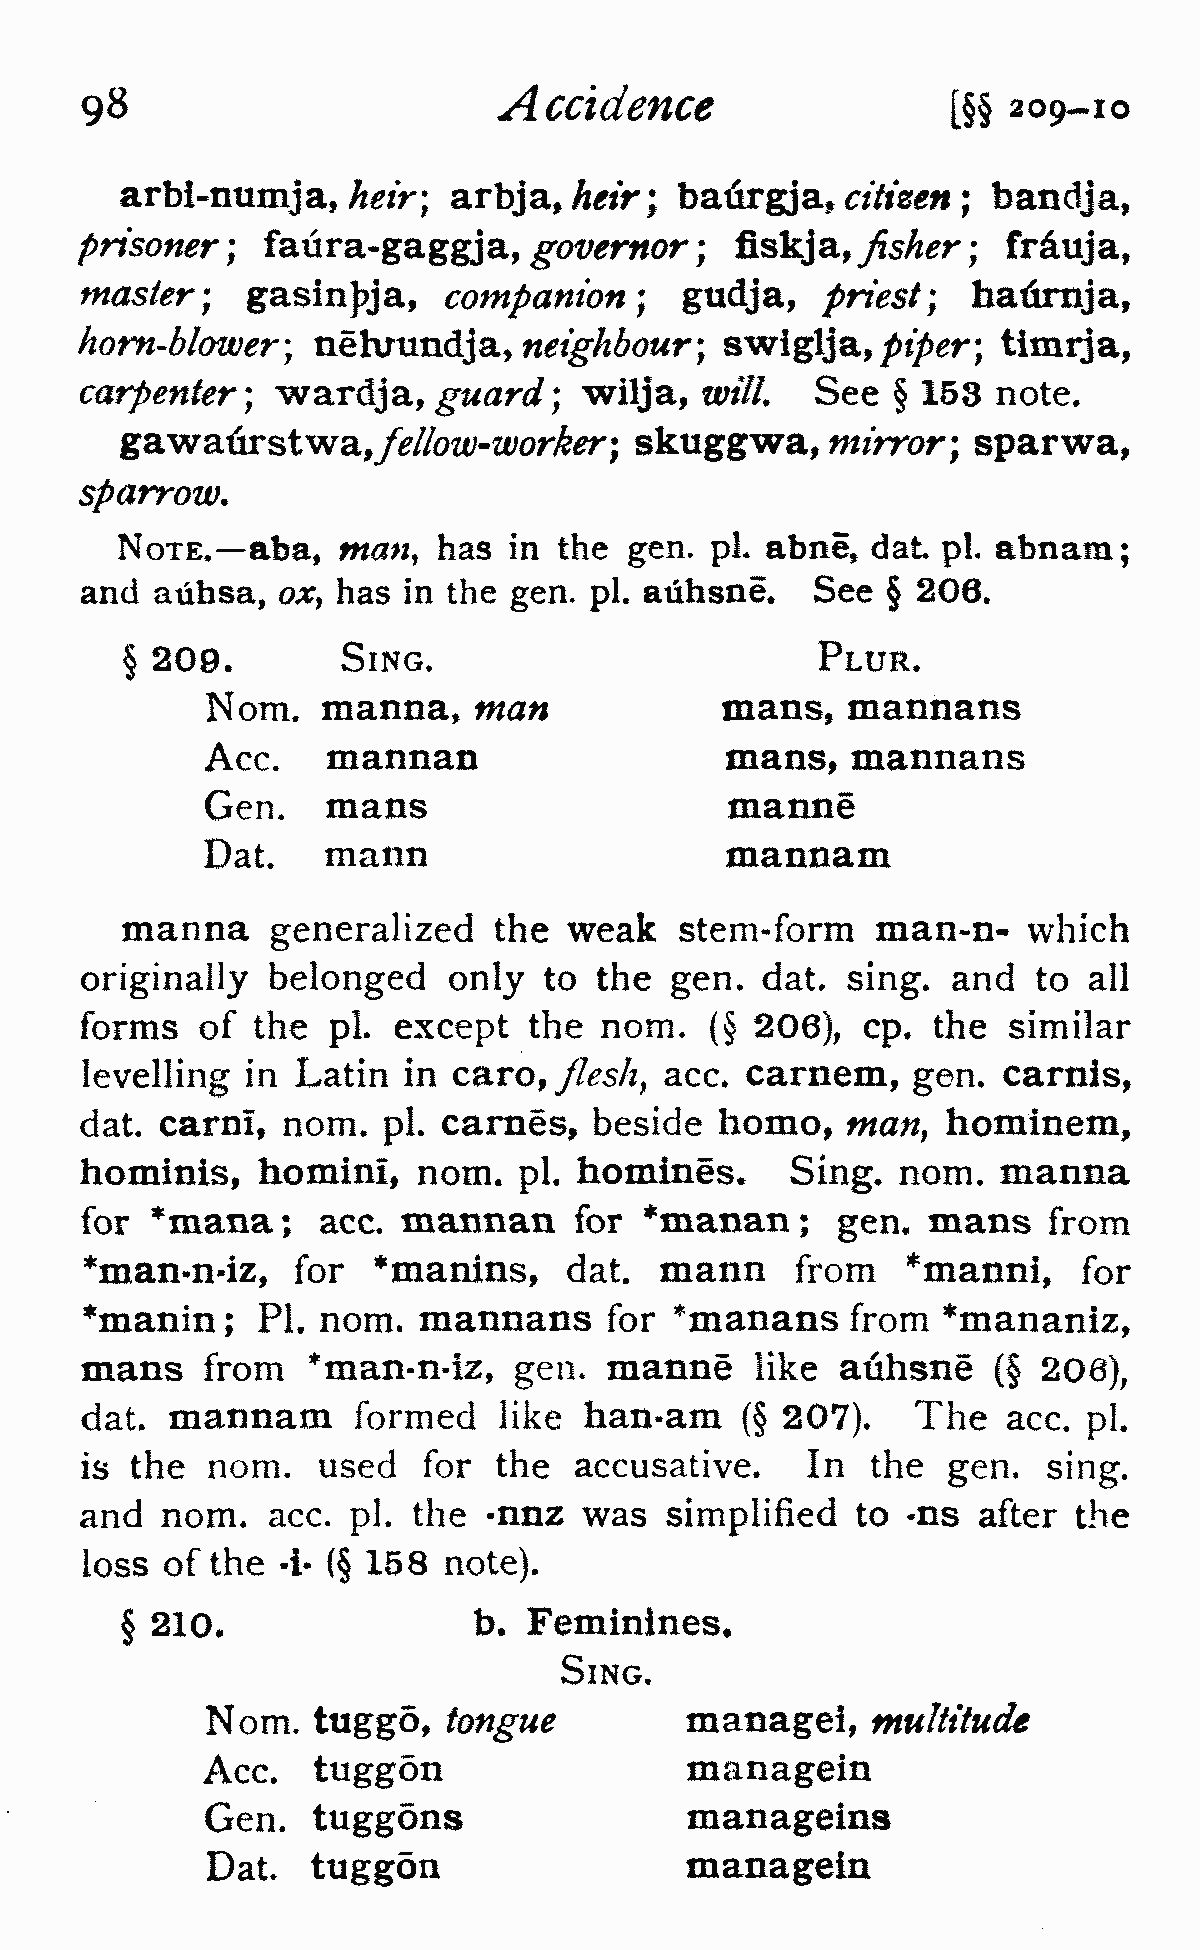 98 Accidence [§§ 209–10
arbi-numja, heir; arbja, heir; baúrgja, citizen; bandja,
prisoner; faúra-gaggja, governor; fiskja, fisher; fráuja,
master; gasinþja, companion; gudja, priest; haúrnja,
horn-blower; nēƕundja, neighbour; swiglja, piper; timrja,
carpenter; wardja, guard; wilja, will. See § 153 note.
gawaúrstwa, fellow-worker; skuggwa, mirror; sparwa,
sparrow.
NOTE.—aba, man, has in the gen. pl. abnē, dat. pl. abnam;
and aúhsa, ox, has in the gen. pl. aúhsnē. See § 206.
§ 209. SING. PLUR.
Nom. manna, man mans, mannans
Acc. mannan mans, mannans
Gen. mans mannē
Dat. mann mannam
manna generalized the weak stem-form man-n- which
originally belonged only to the gen. dat. sing. and to all
forms of the pl. except the nom. (§ 206), cp. the similar
levelling in Latin in caro, flesh, acc. carnem, gen. carnis,
dat. carnī, nom. pl. carnēs, beside homo, man, hominem,
hominis, hominī, nom. pl. hominēs. Sing. nom. manna
for *mana; acc. mannan for *manan; gen. mans from
*man-n-iz, for *manins, dat. mann from *manni, for
*manin; Pl. nom. mannans for *manans from *mananiz,
mans from *man-n-iz, gen. mannē like aúhsnē (§ 206),
dat. mannam formed like han-am (§ 207). The acc. pl.
is the nom. used for the accusative. In the gen. sing.
and nom. acc. pl. the -nnz was simplified to -ns after the
loss of the -i- (§ 158 note).
§ 210. b. Feminines.
SING.
Nom. tuggō, tongue managei, multitude
Acc. tuggōn managein
Gen. tuggōns manageins
Dat. tuggōn managein